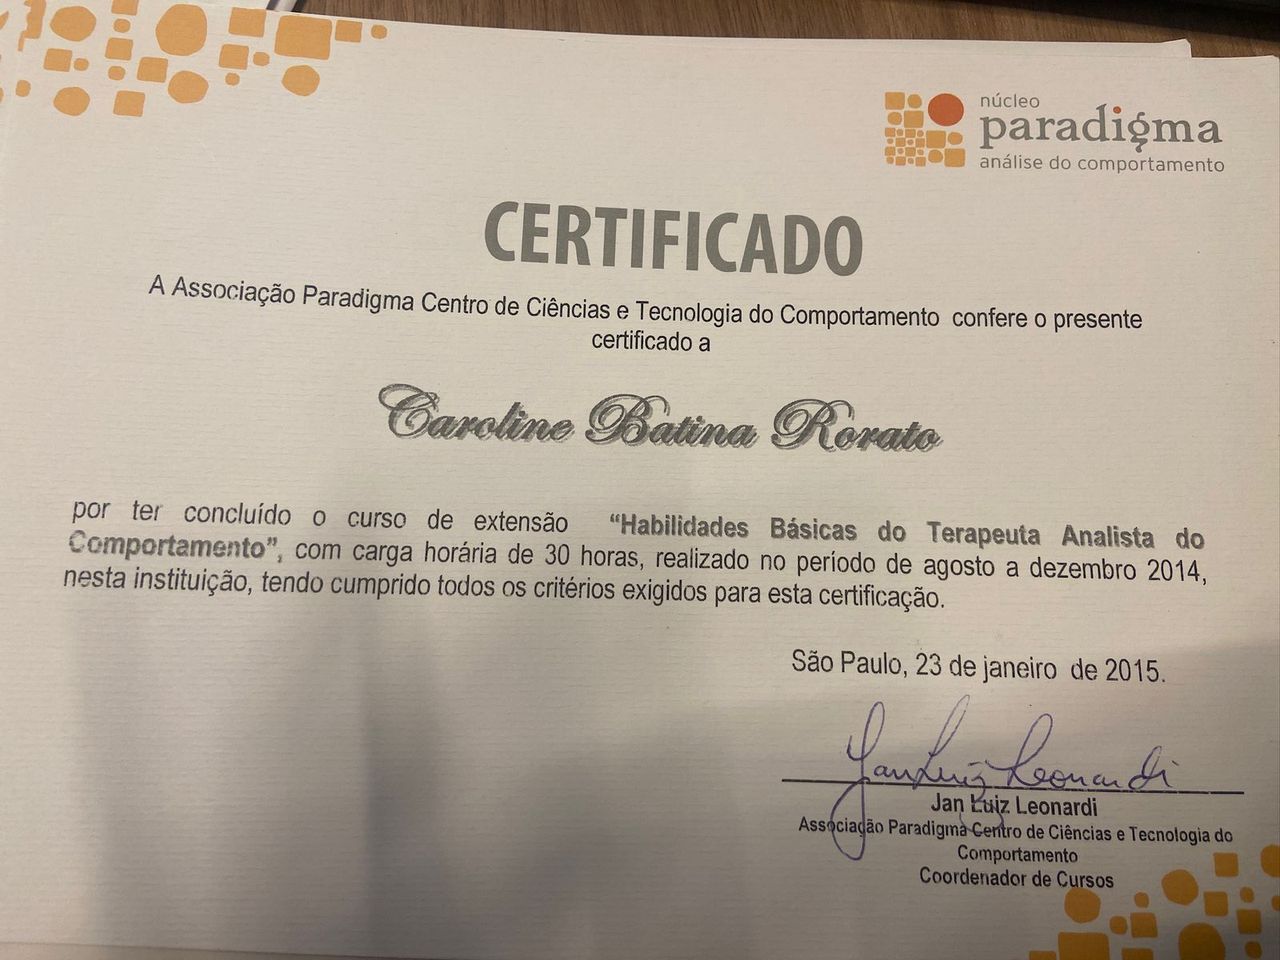 núcleo
paradigma
análise do comportamento
CERTIFICADO
A Associação Paradigma Centro de Ciências e Tecnologia do Comportamento confere o presente
certificado a
Caroline Batina Rorato
por ter concluído o curso de extensão “Habilidades Básicas do Terapeuta Analista do
Comportamento”, com carga horária de 30 horas, realizado no período de agosto a dezembro 2014,
nesta instituição, tendo cumprido todos os critérios exigidos para esta certificação.
São Paulo, 23 de janeiro de 2015.
Jan Luiz Leonardi
Jan Luiz Leonardi
Associação Paradigma Centro de Ciências e Tecnologia do
Comportamento
Coordenador de Cursos